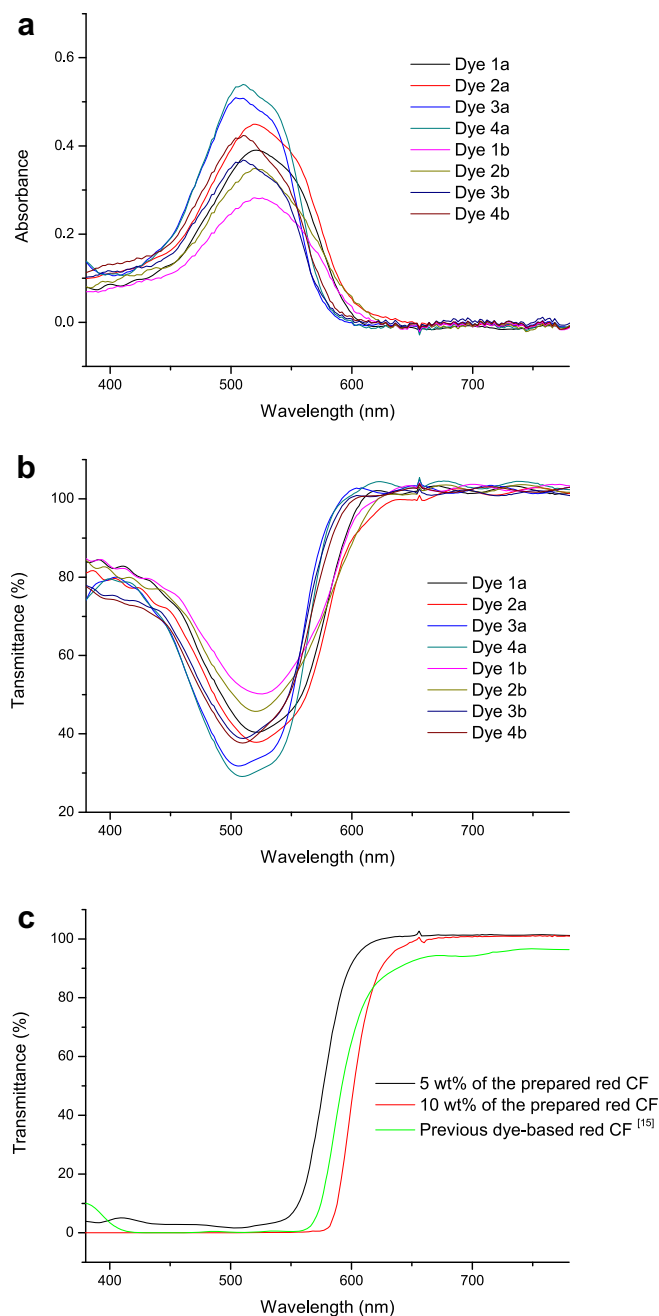 a
0.6
0.4
0.2
0.0
Absorbance
400
500
600
700
Wavelength (nm)
Dye 1a
Dye 2a
Dye 3a
Dye 4a
Dye 1b
Dye 2b
Dye 3b
Dye 4b
b
100
80
60
40
20
Tansmittance (%)
400
500
600
700
Wavelength (nm)
Dye 1a
Dye 2a
Dye 3a
Dye 4a
Dye 1b
Dye 2b
Dye 3b
Dye 4b
c
100
80
60
40
20
0
Transmittance (%)
400
500
600
700
Wavelength (nm)
5 wt% of the prepared red CF
10 wt% of the prepared red CF
Previous dye-based red CF [15]